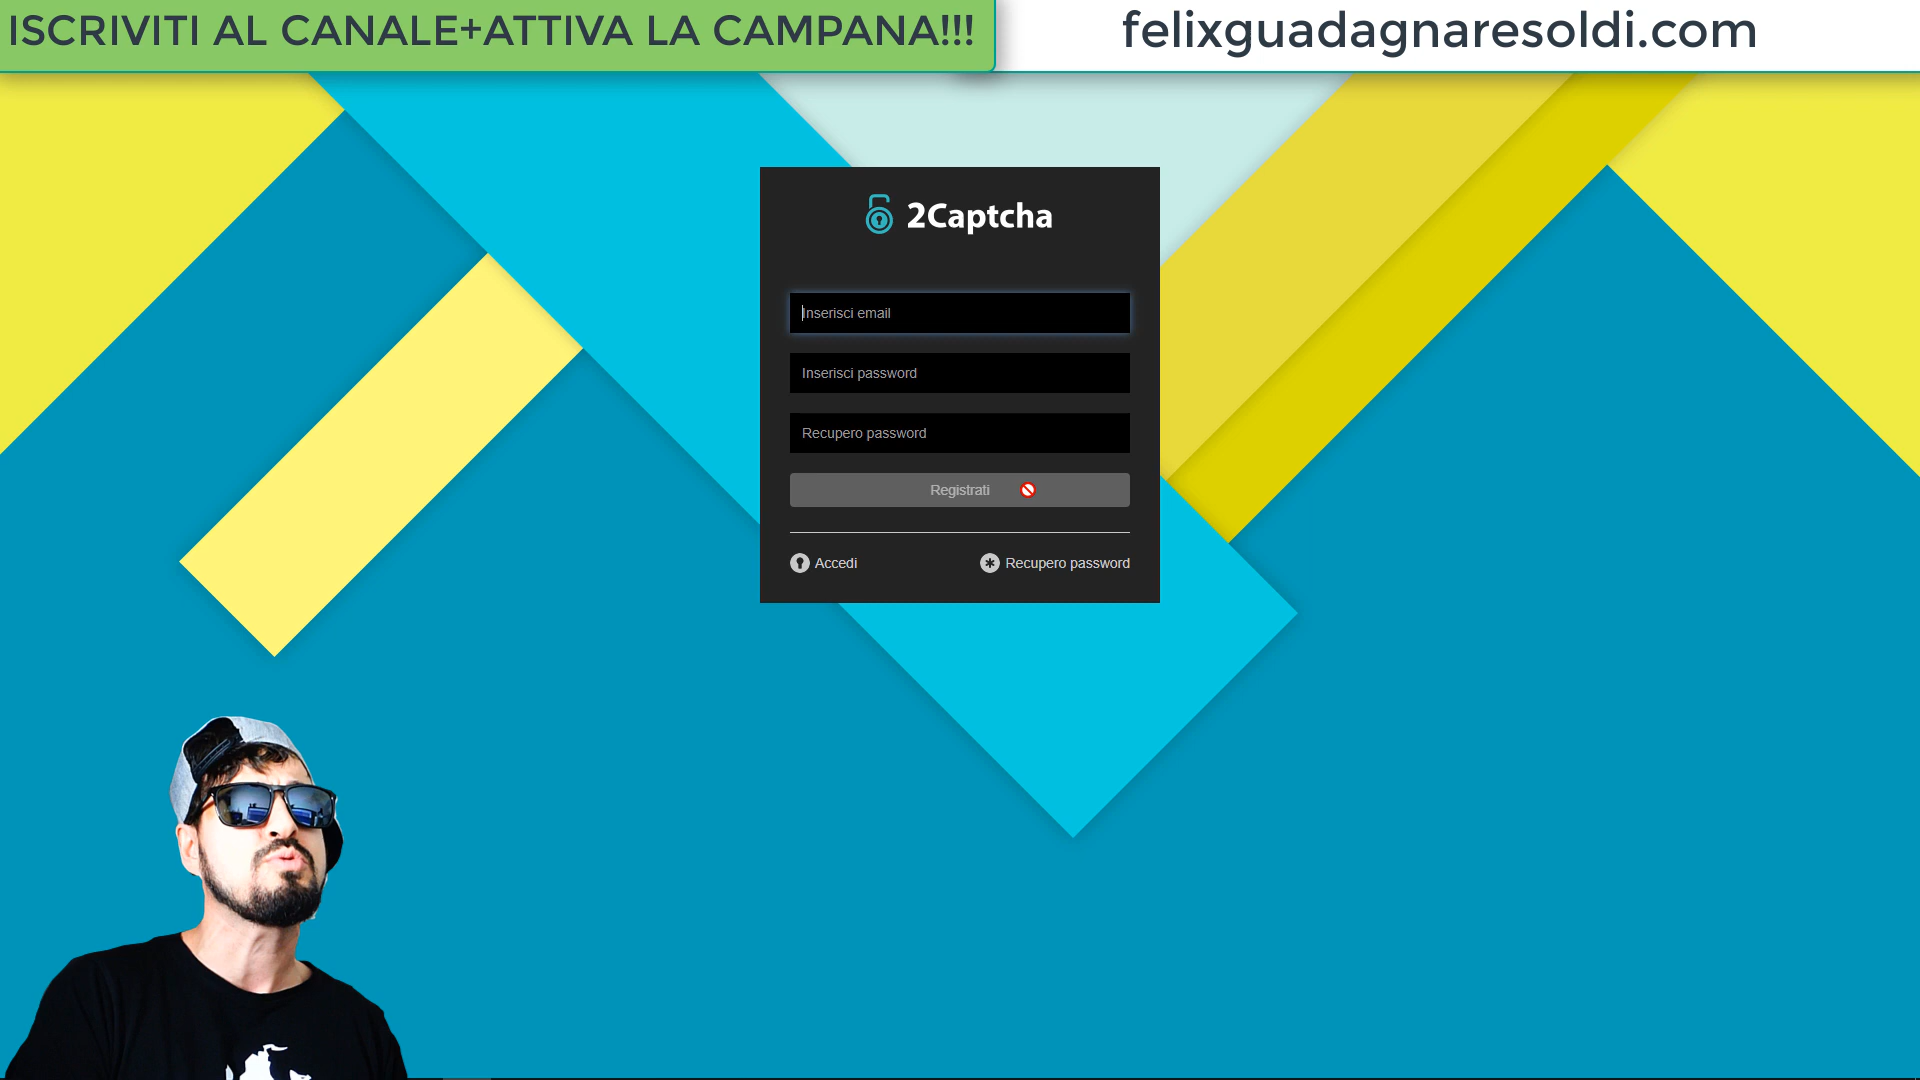 ISCRIVITI AL CANALE+ATTIVA LA CAMPANA!!!
felixguadagnaresoldi.com
2Captcha
Inserisci email
Inserisci password
Recupero password
Registrati
Accedi
Recupero password